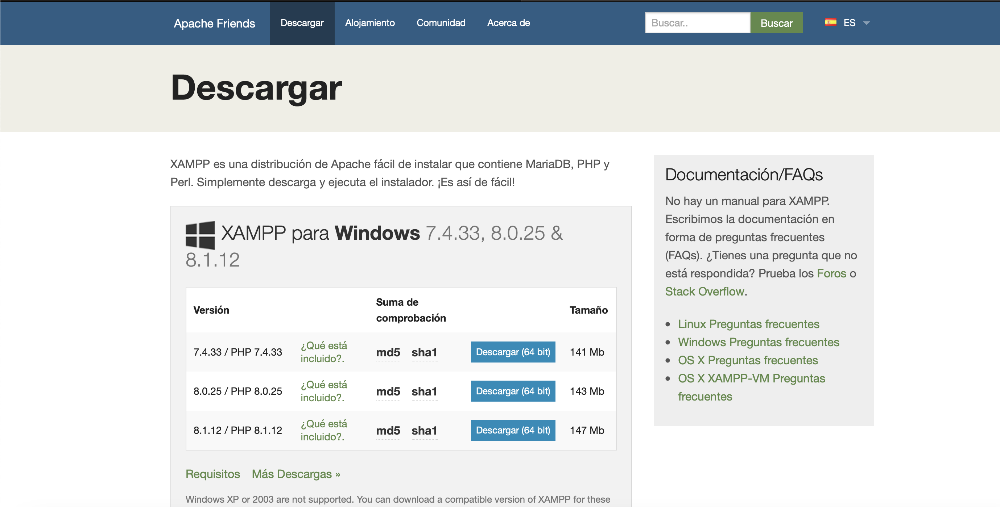 Apache Friends
Descargar
Alojamiento
Comunidad
Acerca de
Buscar..
Buscar
ES
Descargar
XAMPP es una distribución de Apache fácil de instalar que contiene MariaDB, PHP y
Perl. Simplemente descarga y ejecuta el instalador. ¡Es así de fácil!
XAMPP para Windows 7.4.33, 8.0.25 &
8.1.12
Versión
Suma de
comprobación
Tamaño
7.4.33 / PHP 7.4.33
¿Qué está
incluido?.
md5 sha1
Descargar (64 bit)
141 Mb
8.0.25 / PHP 8.0.25
¿Qué está
incluido?.
md5 sha1
Descargar (64 bit)
143 Mb
8.1.12 / PHP 8.1.12
¿Qué está
incluido?.
md5 sha1
Descargar (64 bit)
147 Mb
Requisitos Más Descargas »
Windows XP or 2003 are not supported. You can download a compatible version of XAMPP for these
Documentación/FAQs
No hay un manual para XAMPP.
Escribimos la documentación en
forma de preguntas frecuentes
(FAQs). ¿Tienes una pregunta que no
está respondida? Prueba los Foros o
Stack Overflow.
Linux Preguntas frecuentes
Windows Preguntas frecuentes
OS X Preguntas frecuentes
OS X XAMPP-VM Preguntas
frecuentes